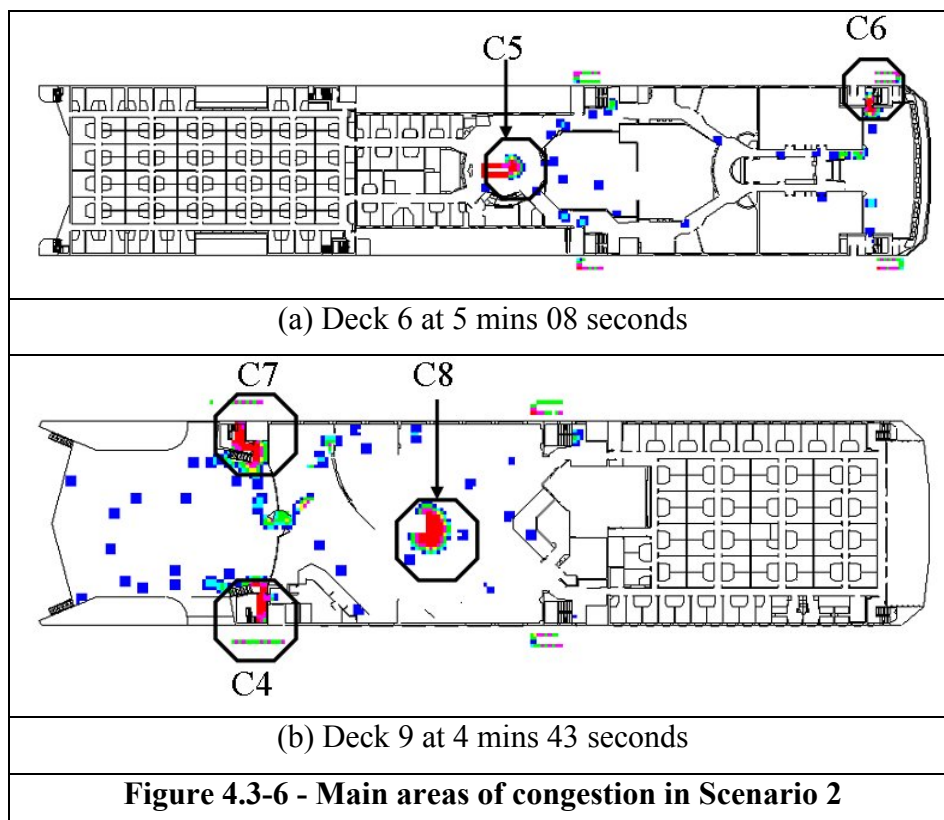 C5
C6
(a) Deck 6 at 5 mins 08 seconds
C7
C8
C4
(b) Deck 9 at 4 mins 43 seconds
Figure 4.3-6 - Main areas of congestion in Scenario 2